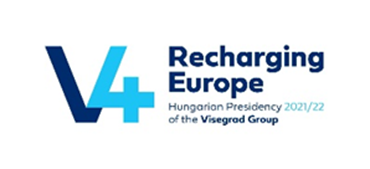 V4
Recharging
Europe
Hungarian Presidency 2021/22
of the Visegrad Group